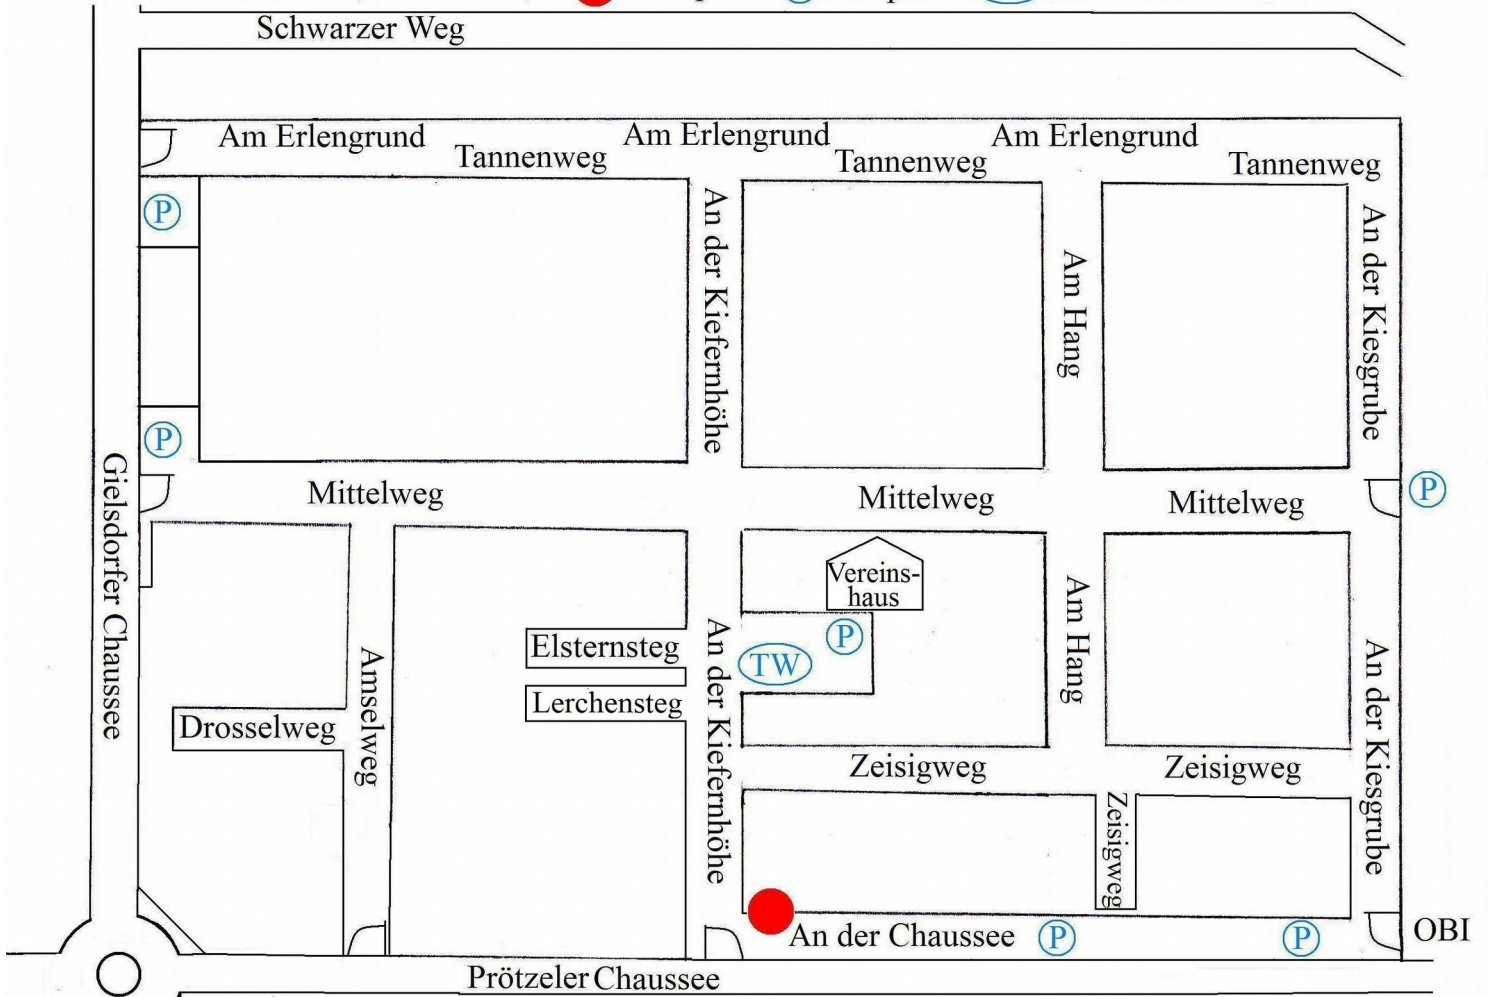 Schwarzer Weg
Am Erlengrund
Am Erlengrund
Am Erlengrund
Tannenweg
Tannenweg
Tannenweg
P
An der Kiefernhöhe
Am Hang
An der Kiesgrube
P
Gielsdorfer Chaussee
Mittelweg
Mittelweg
Mittelweg
P
Vereins-
haus
Elsternsteg
P
TW
Am Hang
Amselweg
Lerchensteg
An der Kiefernhöhe
An der Kiesgrube
Drosselweg
Zeisigweg
Zeisigweg
Zeisigweg
An der Chaussee
P
P
OBI
Prötzeler Chaussee